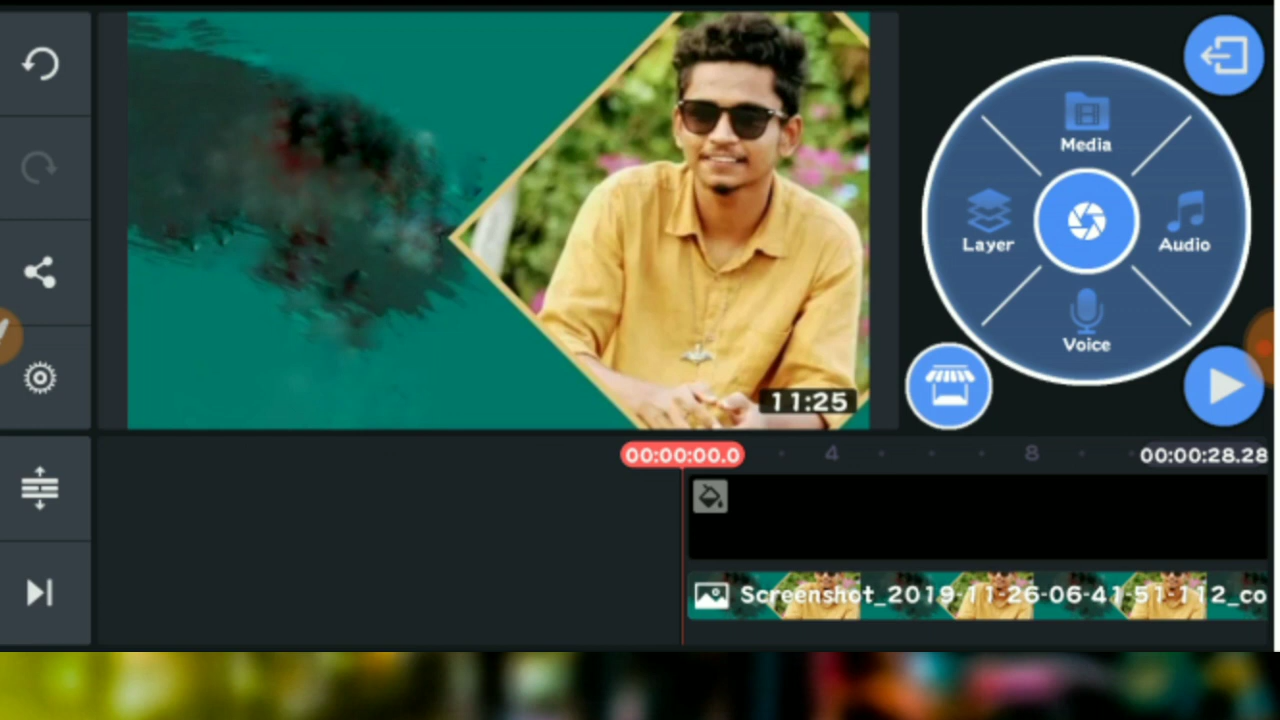 Media
Layer
Audio
Voice
11:25
00:00:00.0
4
8
00:00:28.28
Screenshot_2019-11-26-06-41-51-112_co